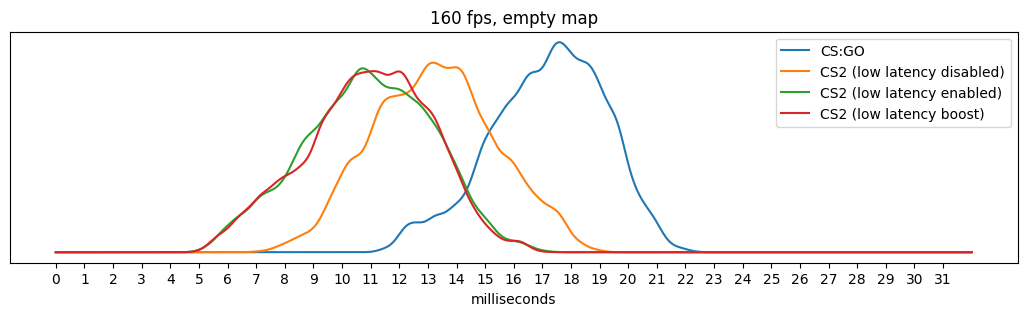 160 fps, empty map
CS:GO
CS2 (low latency disabled)
CS2 (low latency enabled)
CS2 (low latency boost)
0 1 2 3 4 5 6 7 8 9 10 11 12 13 14 15 16 17 18 19 20 21 22 23 24 25 26 27 28 29 30 31
milliseconds